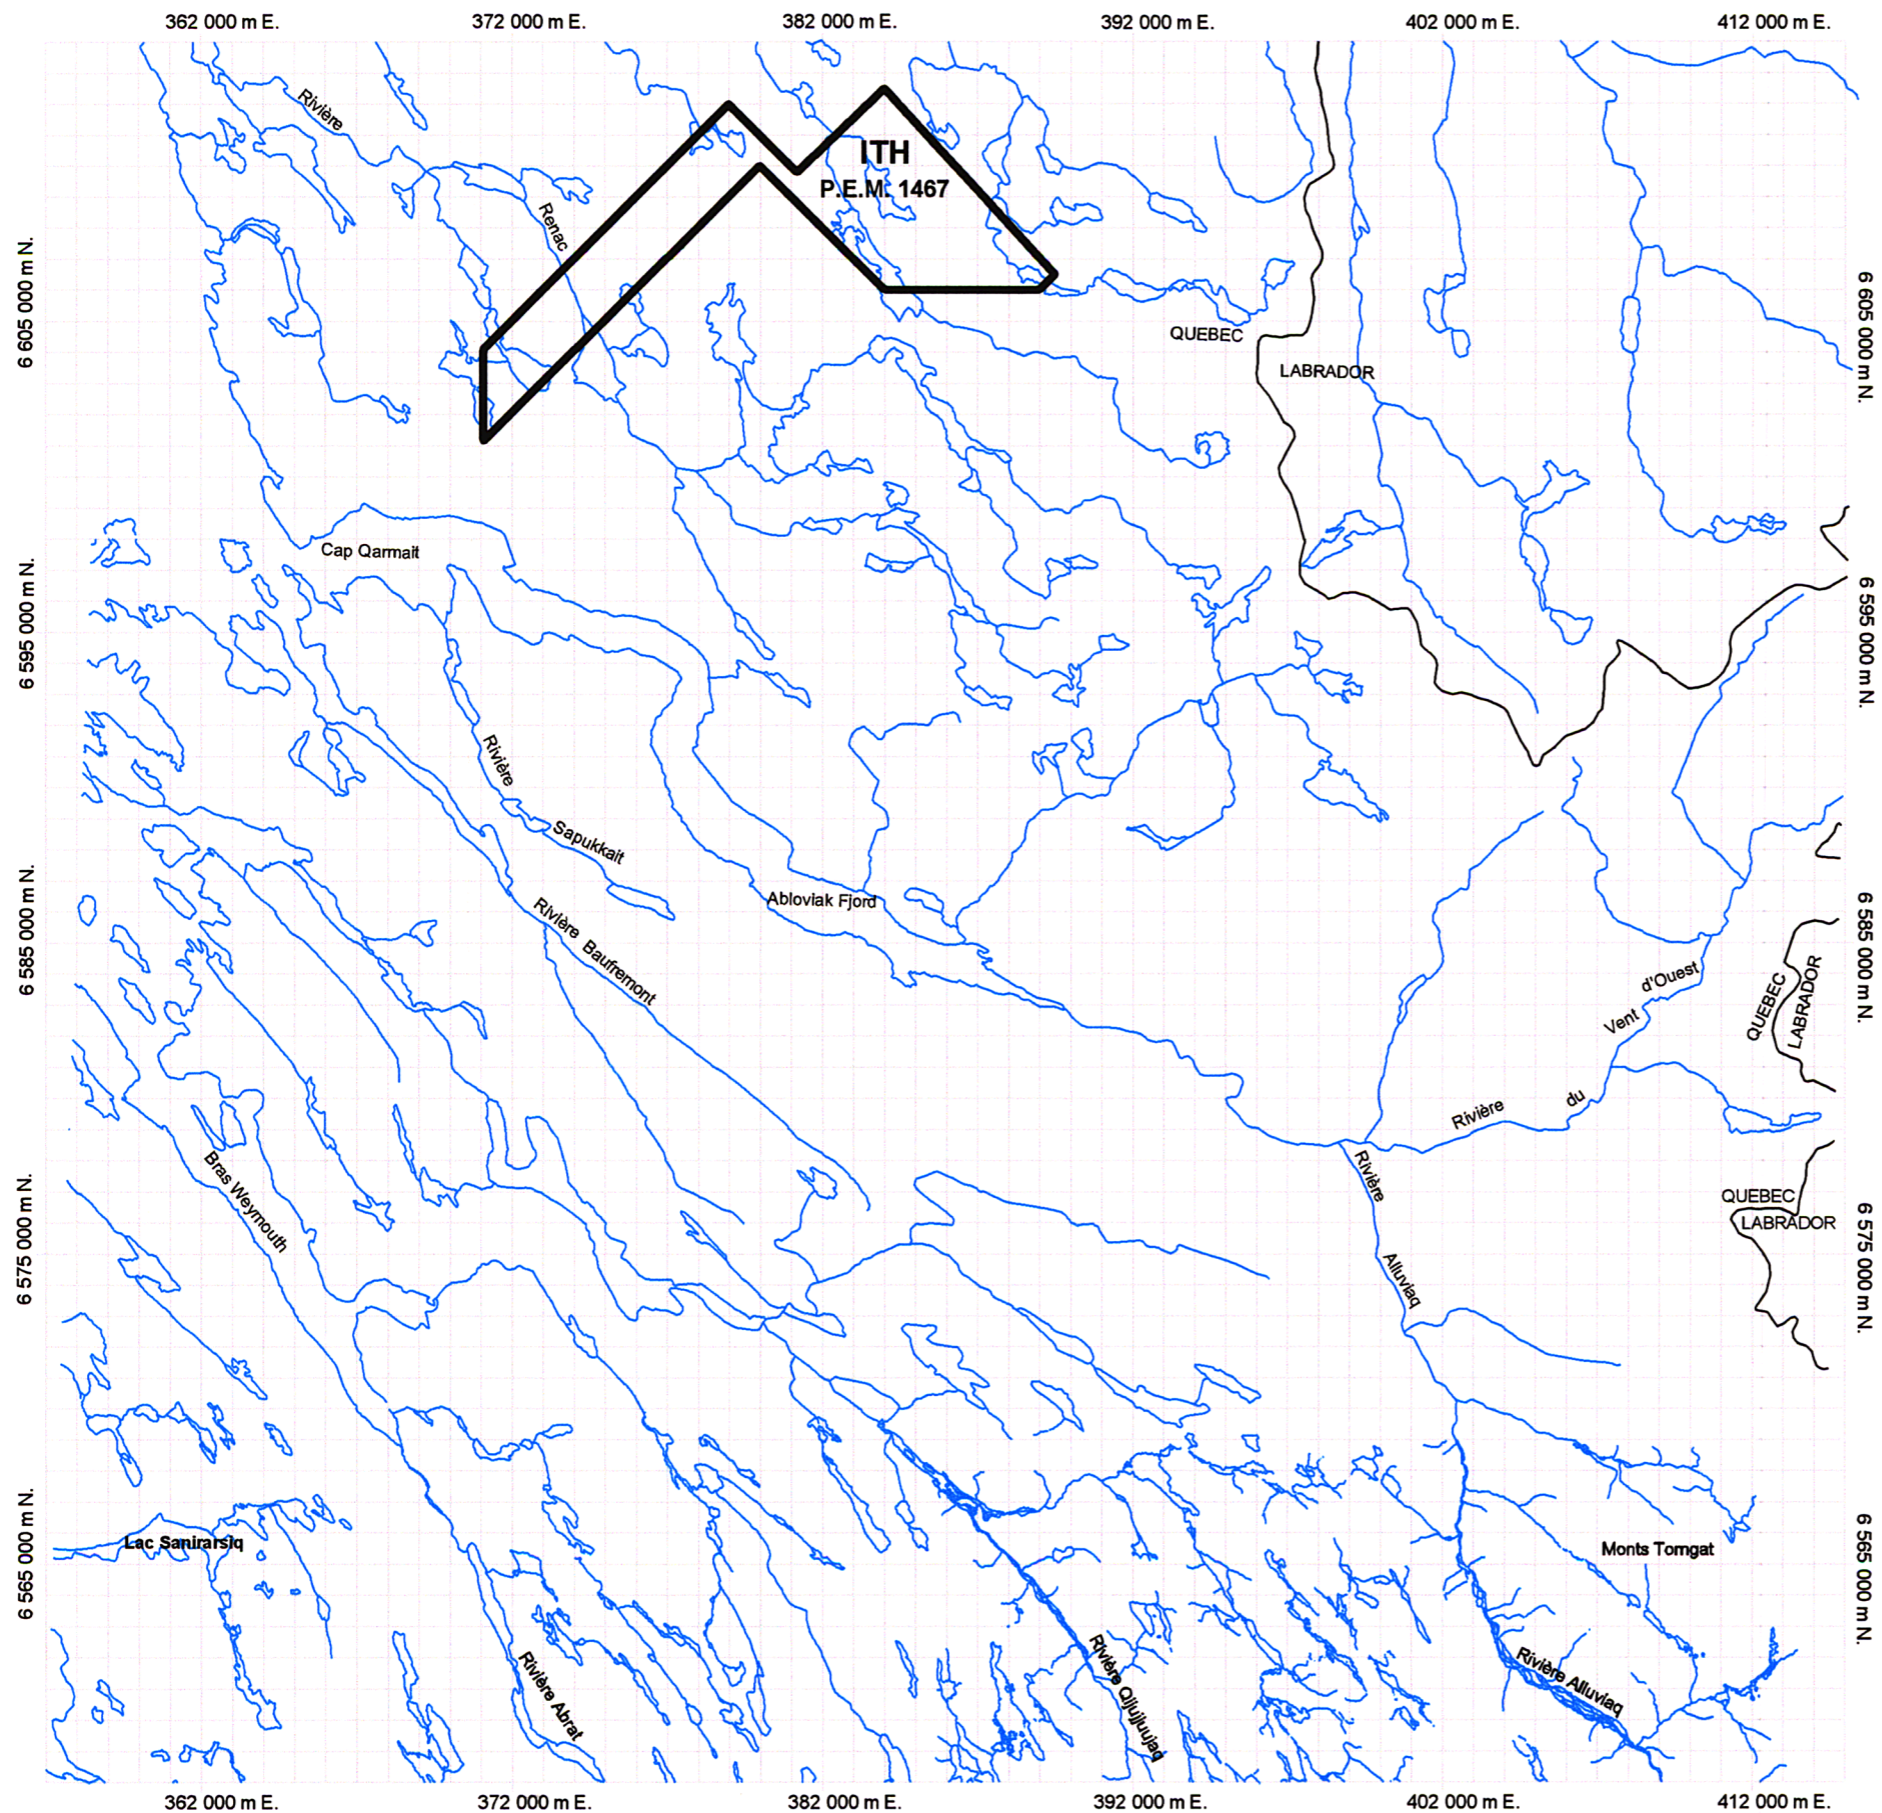 362 000 m E.
372 000 m E.
382 000 m E.
392 000 m E.
402 000 m E.
412 000 m E.
Rivière
ITH
P.E.M. 1467
Renac
6 605 000 m N.
6 605 000 m N.
QUEBEC
LABRADOR
Cap Qarmait
6 595 000 m N.
6 595 000 m N.
Rivière
Sapukkait
Abloviak Fjord
Rivière Baufremont
6 585 000 m N.
6 585 000 m N.
d'Ouest
Vent
du
Rivière
QUEBEC
LABRADOR
Bras Weymouth
Rivière
Alluviaq
QUEBEC
LABRADOR
6 575 000 m N.
6 575 000 m N.
Lac Sanirarsiq
Monts Torngat
6 565 000 m N.
6 565 000 m N.
Rivière Abrat
Rivière Qijujjuujaq
Rivière Alluviaq
362 000 m E.
372 000 m E.
382 000 m E.
392 000 m E.
402 000 m E.
412 000 m E.